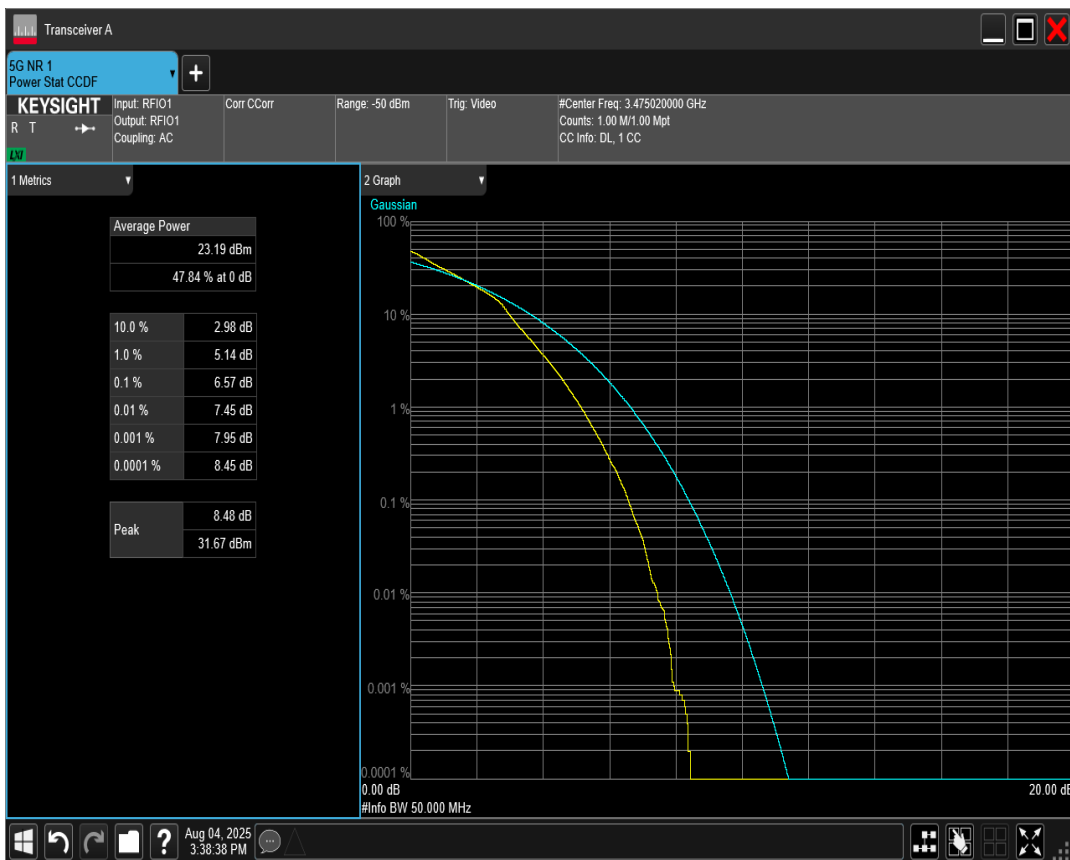 Transceiver A
5G NR 1
Power Stat CCDF
KEYSIGHT
R T
LXI
Input: RFIO1
Output: RFIO1
Coupling: AC
Corr CCorr
Range: -50 dBm
Trig: Video
#Center Freq: 3.475020000 GHz
Counts: 1.00 M/1.00 Mpt
CC Info: DL, 1 CC
1 Metrics
Average Power
23.19 dBm
47.84 % at 0 dB
10.0 % 2.98 dB
1.0 % 5.14 dB
0.1 % 6.57 dB
0.01 % 7.45 dB
0.001 % 7.95 dB
0.0001 % 8.45 dB
Peak
8.48 dB
31.67 dBm
2 Graph
Gaussian
100 %
10 %
1 %
0.1 %
0.01 %
0.001 %
0.0001 %
0.00 dB 20.00 dB
#Info BW 50.000 MHz
?
Aug 04, 2025
3:38:38 PM